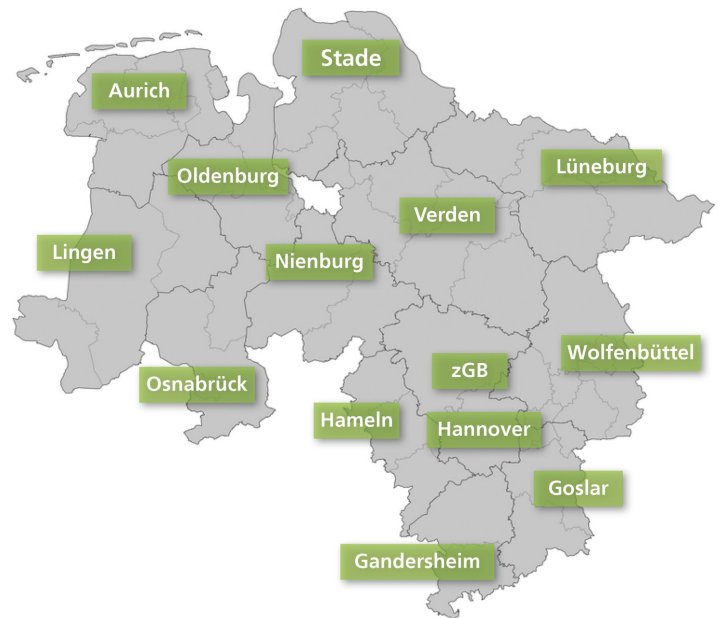 Stade
Aurich
Lüneburg
Oldenburg
Verden
Lingen
Nienburg
Wolfenbüttel
zGB
Osnabrück
Hameln
Hannover
Goslar
Gandersheim